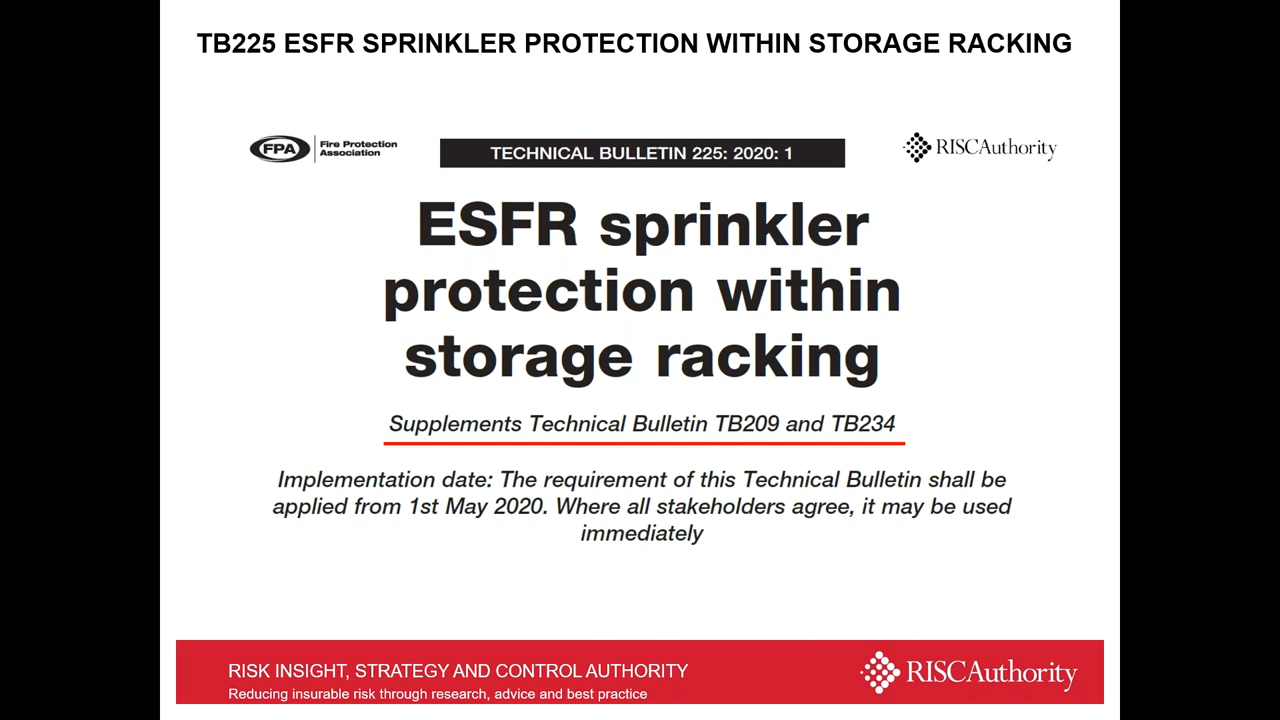 TB225 ESFR SPRINKLER PROTECTION WITHIN STORAGE RACKING
FPA
Fire Protection
Association
TECHNICAL BULLETIN 225: 2020: 1
RISCAuthority
ESFR sprinkler
protection within
storage racking
Supplements Technical Bulletin TB209 and TB234
Implementation date: The requirement of this Technical Bulletin shall be
applied from 1st May 2020. Where all stakeholders agree, it may be used
immediately
RISK INSIGHT, STRATEGY AND CONTROL AUTHORITY
Reducing insurable risk through research, advice and best practice
RISCAuthority